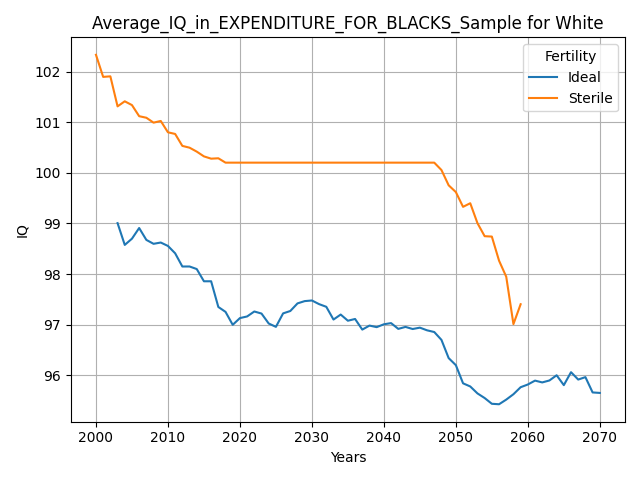 Average_IQ_in_EXPENDITURE_FOR_BLACKS_Sample for White
Fertility
Ideal
Sterile
IQ
102
101
100
99
98
97
96
2000 2010 2020 2030 2040 2050 2060 2070
Years